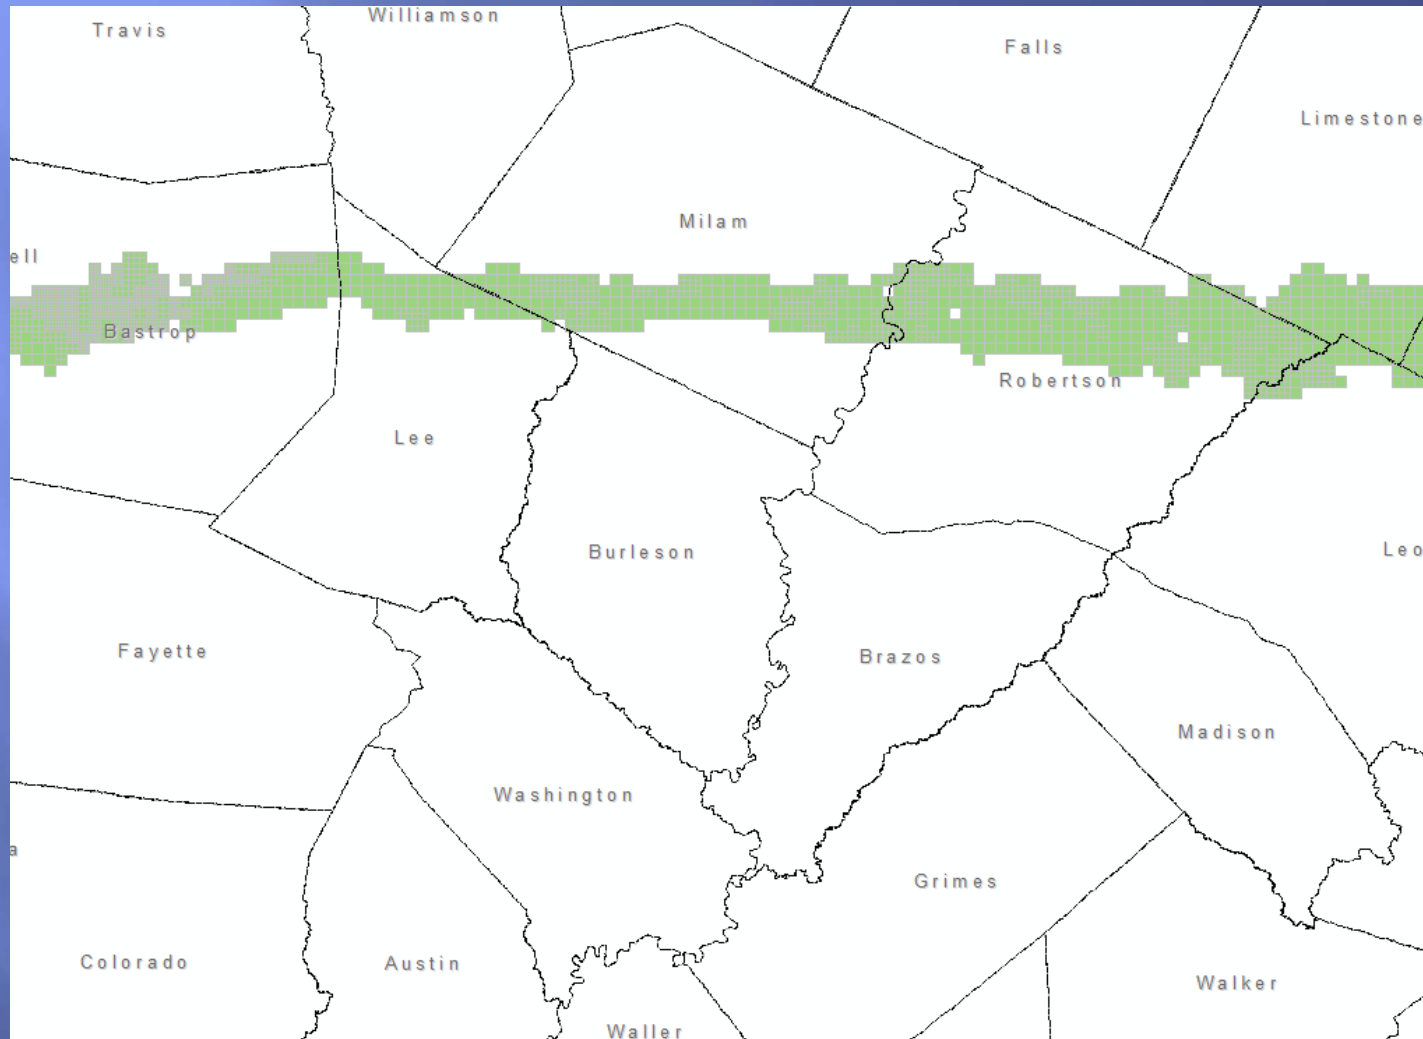 Williamson
Travis
Falls
Limestone
Milam
ell
Bastrop
Robertson
Lee
Burleson
Leo
Fayette
Brazos
Madison
Washington
a
Grimes
Colorado
Austin
Walker
Waller